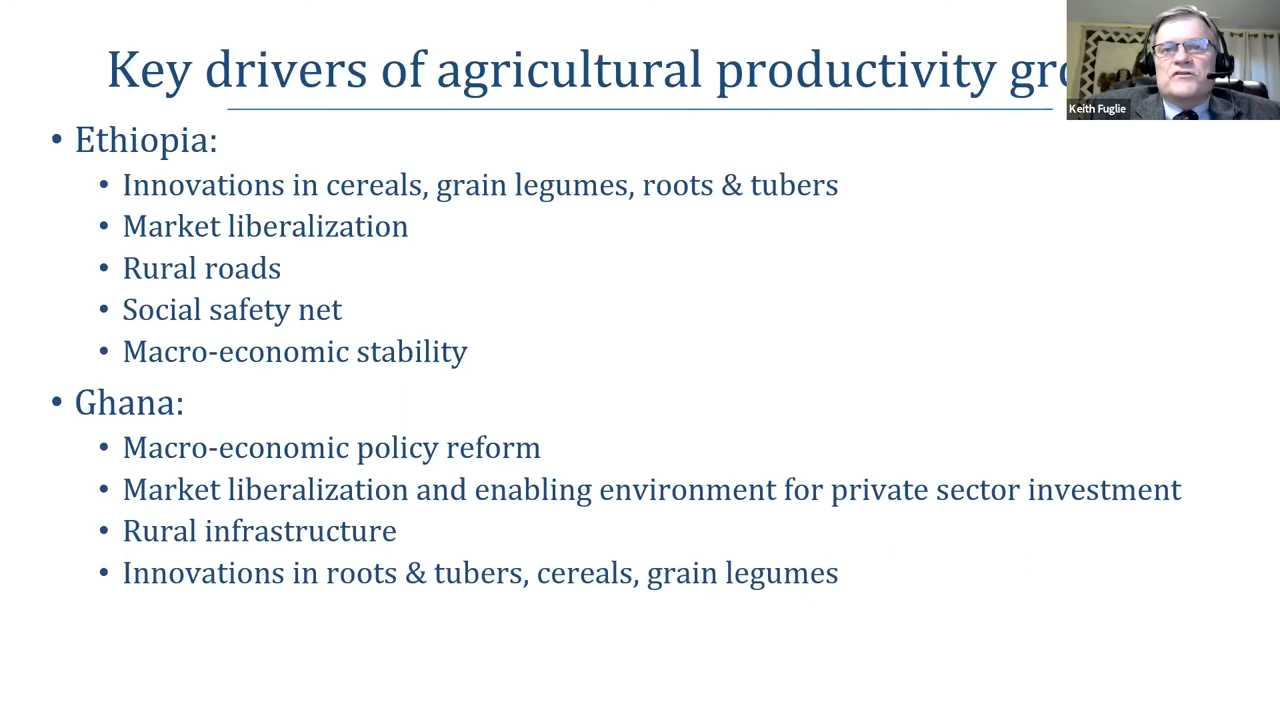 Key drivers of agricultural productivity
Keith Fuglie
• Ethiopia:
• Innovations in cereals, grain legumes, roots & tubers
• Market liberalization
• Rural roads
• Social safety net
• Macro-economic stability
• Ghana:
• Macro-economic policy reform
• Market liberalization and enabling environment for private sector investment
• Rural infrastructure
• Innovations in roots & tubers, cereals, grain legumes